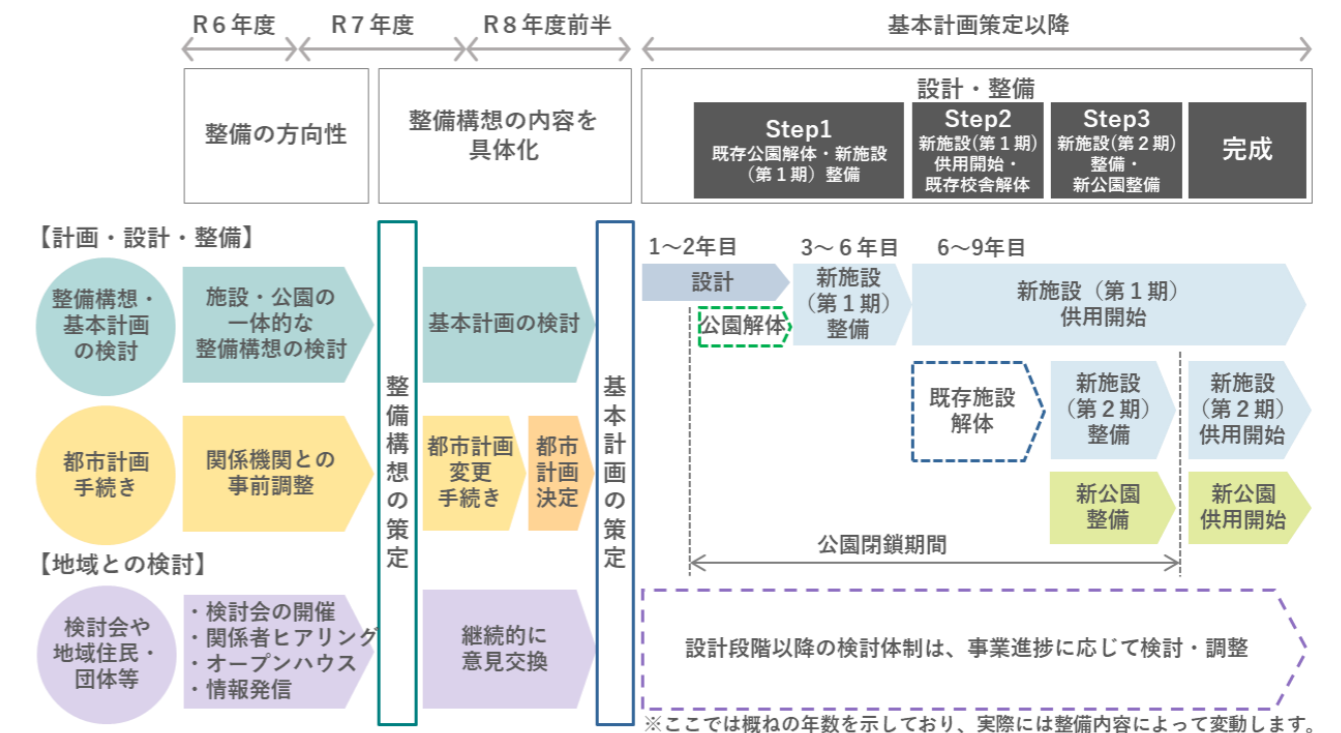 R6年度
R7年度
R8年度前半
基本計画策定以降
整備の方向性
整備構想の内容を
具体化
設計・整備
Step1
既存公園解体・新施設
（第1期）整備
Step2
新施設(第1期)
供用開始・
既存校舎解体
Step3
新施設(第2期)
整備・
新公園整備
完成
【計画・設計・整備】
整備構想・
基本計画
の検討
施設・公園の
一体的な
整備構想の検討
整備構想の策定
基本計画の検討
基本計画の策定
1～2年目
3～6年目
6～9年目
設計
公園解体
新施設
（第1期）
整備
新施設（第1期）
供用開始
既存施設
解体
新施設
（第2期）
整備
新施設
（第2期）
供用開始
都市計画
手続き
関係機関との
事前調整
都市計画
変更
手続き
都市
計画
決定
新公園
整備
新公園
供用開始
公園閉鎖期間
【地域との検討】
検討会や
地域住民・
団体等
・検討会の開催
・関係者ヒアリング
・オープンハウス
・情報発信
継続的に
意見交換
設計段階以降の検討体制は、事業進捗に応じて検討・調整
※ここでは概ねの年数を示しており、実際には整備内容によって変動します。